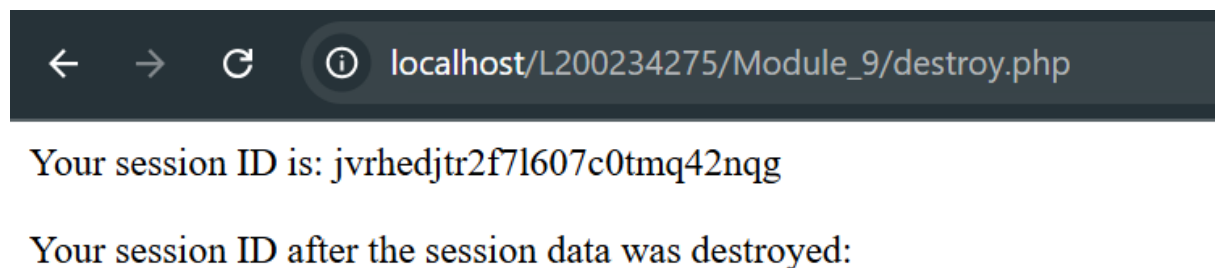 localhost/L200234275/Module_9/destroy.php
Your session ID is: jvrhedjtr2f7l607c0tmq42nqg
Your session ID after the session data was destroyed: